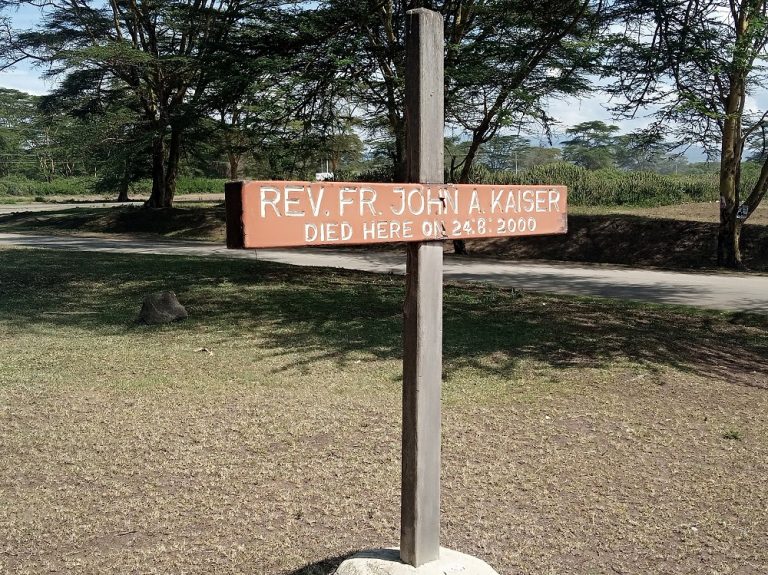 REV. FR. JOHN A. KAISER
DIED HERE ON 24·8· 2000